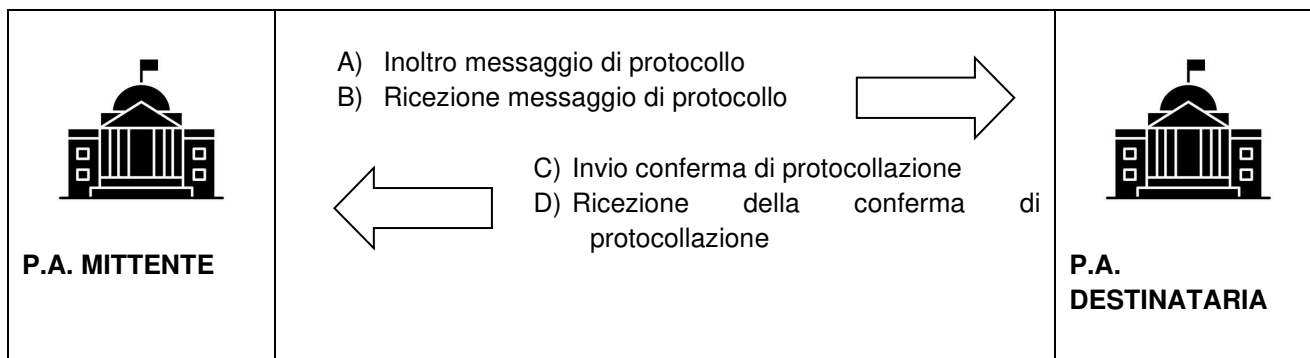 A) Inoltro messaggio di protocollo
B) Ricezione messaggio di protocollo
C) Invio conferma di protocollazione
D) Ricezione della conferma di
protocollazione
P.A. MITTENTE
P.A.
DESTINATARIA